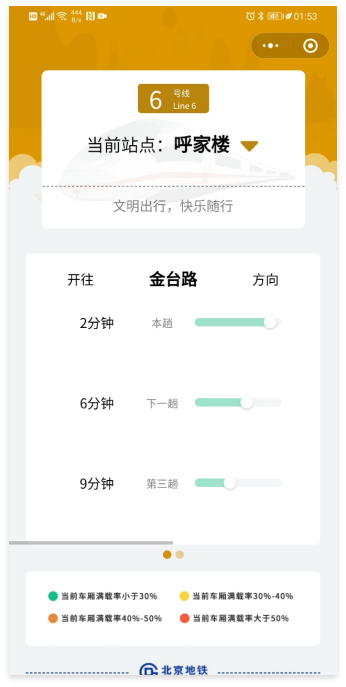 HD 4G 444 B/s 01:53
6 号线
Line 6
当前站点：呼家楼
文明出行，快乐随行
开往 金台路 方向
2分钟 本趟
6分钟 下一趟
9分钟 第三趟
当前车厢满载率小于30% 当前车厢满载率30%-40%
当前车厢满载率40%-50% 当前车厢满载率大于50%
北京地铁